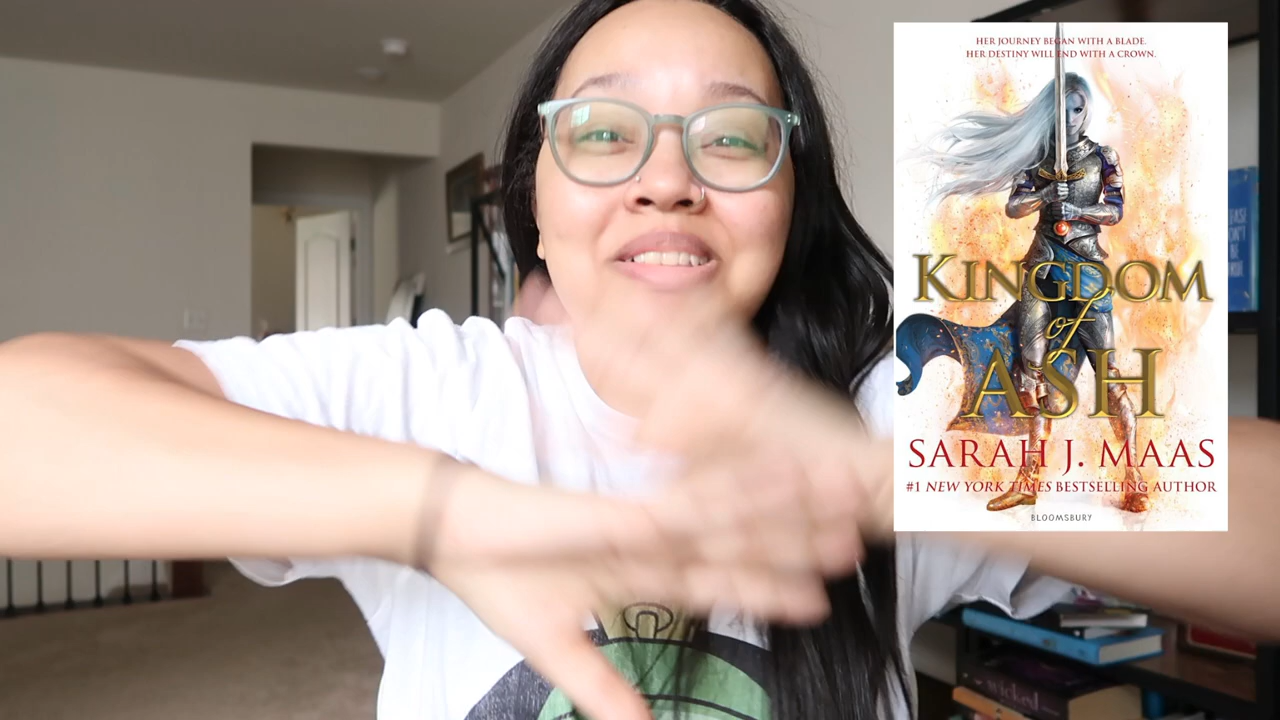 HER JOURNEY BEGAN WITH A BLADE.
HER DESTINY WILL END WITH A CROWN.
KINGDOM
of
ASH
SARAH J. MAAS
#1 NEW YORK TIMES BESTSELLING AUTHOR
BLOOMSBURY
wicked